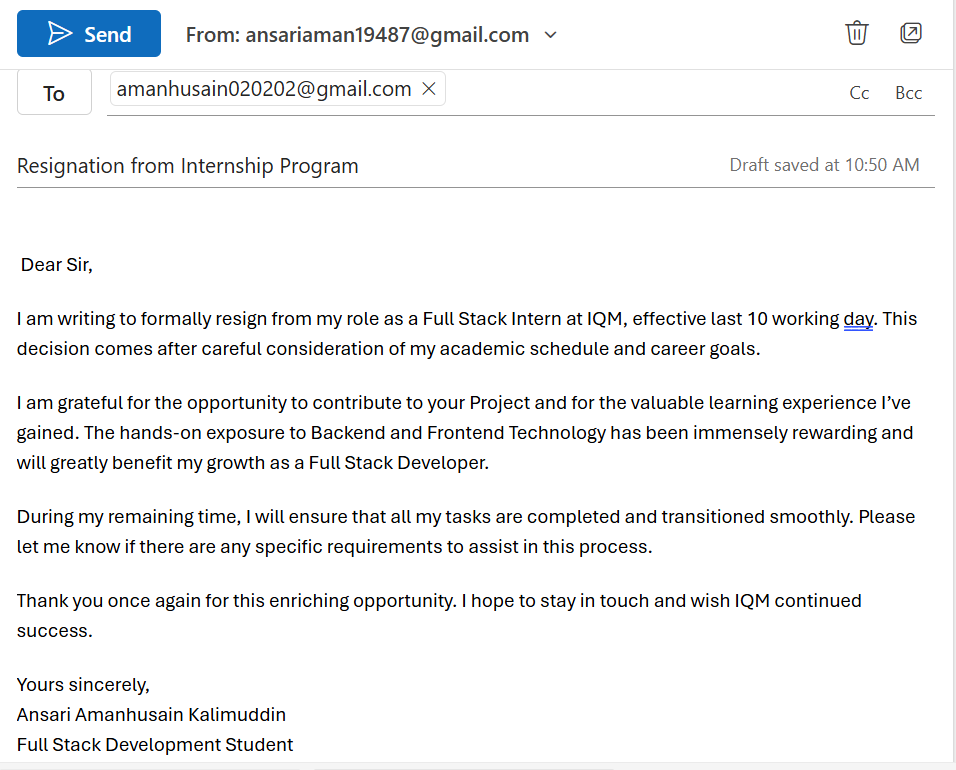 Send
From: ansariaman19487@gmail.com
To
amanhusain020202@gmail.com
Cc
Bcc
Resignation from Internship Program
Draft saved at 10:50 AM
Dear Sir,
I am writing to formally resign from my role as a Full Stack Intern at IQM, effective last 10 working day. This
decision comes after careful consideration of my academic schedule and career goals.
I am grateful for the opportunity to contribute to your Project and for the valuable learning experience I’ve
gained. The hands-on exposure to Backend and Frontend Technology has been immensely rewarding and
will greatly benefit my growth as a Full Stack Developer.
During my remaining time, I will ensure that all my tasks are completed and transitioned smoothly. Please
let me know if there are any specific requirements to assist in this process.
Thank you once again for this enriching opportunity. I hope to stay in touch and wish IQM continued
success.
Yours sincerely,
Ansari Amanhusain Kalimuddin
Full Stack Development Student